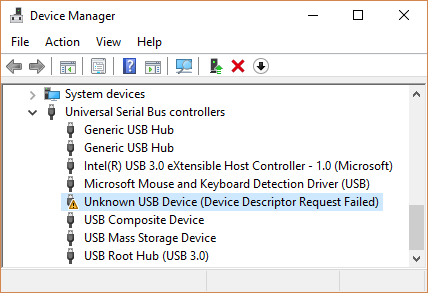 Device Manager
File Action View Help
System devices
Universal Serial Bus controllers
Generic USB Hub
Generic USB Hub
Intel(R) USB 3.0 eXtensible Host Controller - 1.0 (Microsoft)
Microsoft Mouse and Keyboard Detection Driver (USB)
Unknown USB Device (Device Descriptor Request Failed)
USB Composite Device
USB Mass Storage Device
USB Root Hub (USB 3.0)